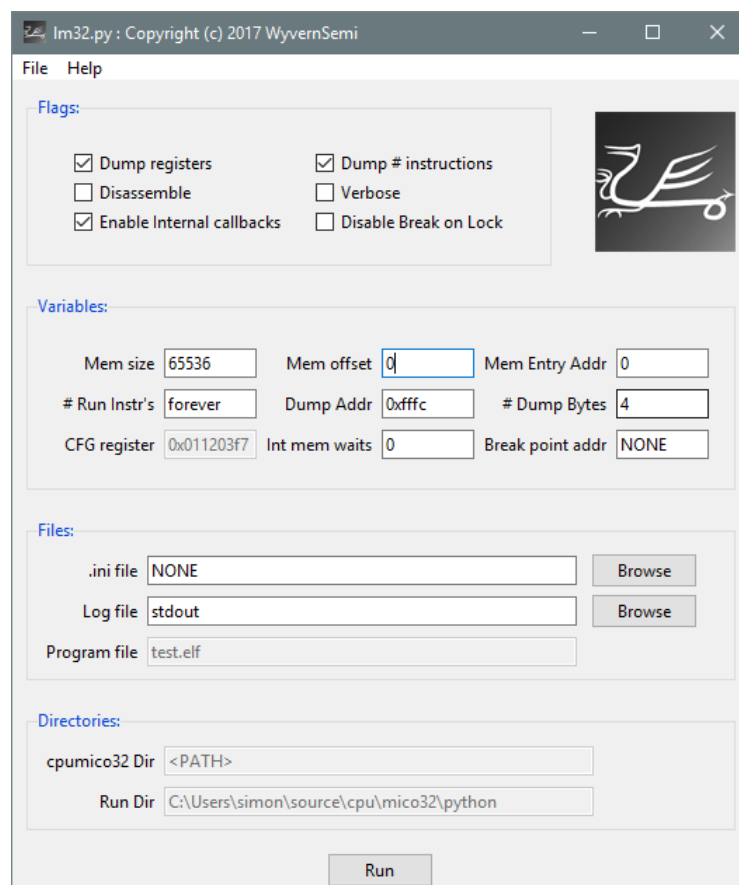 lm32.py : Copyright (c) 2017 WyvernSemi
File Help
Flags:
Dump registers Dump # instructions
Disassemble Verbose
Enable Internal callbacks Disable Break on Lock
Variables:
Mem size 65536 Mem offset 0 Mem Entry Addr 0
# Run Instr's forever Dump Addr 0xfffc # Dump Bytes 4
CFG register 0x011203f7 Int mem waits 0 Break point addr NONE
Files:
.ini file NONE Browse
Log file stdout Browse
Program file test.elf
Directories:
cpumico32 Dir <PATH>
Run Dir C:\Users\simon\source\cpu\mico32\python
Run